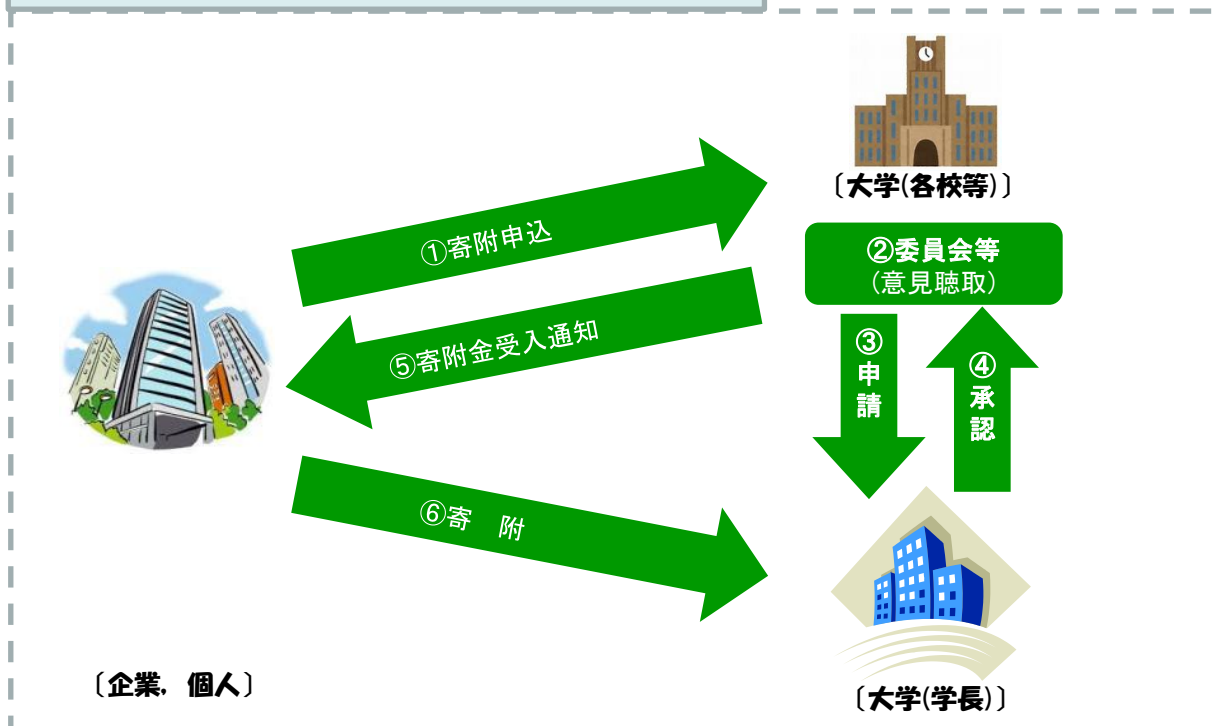 〔大学(各校等)〕
①寄附申込
②委員会等
(意見聴取)
⑤寄附金受入通知
③申請
④承認
⑥寄　附
〔企業，個人〕
〔大学(学長)〕